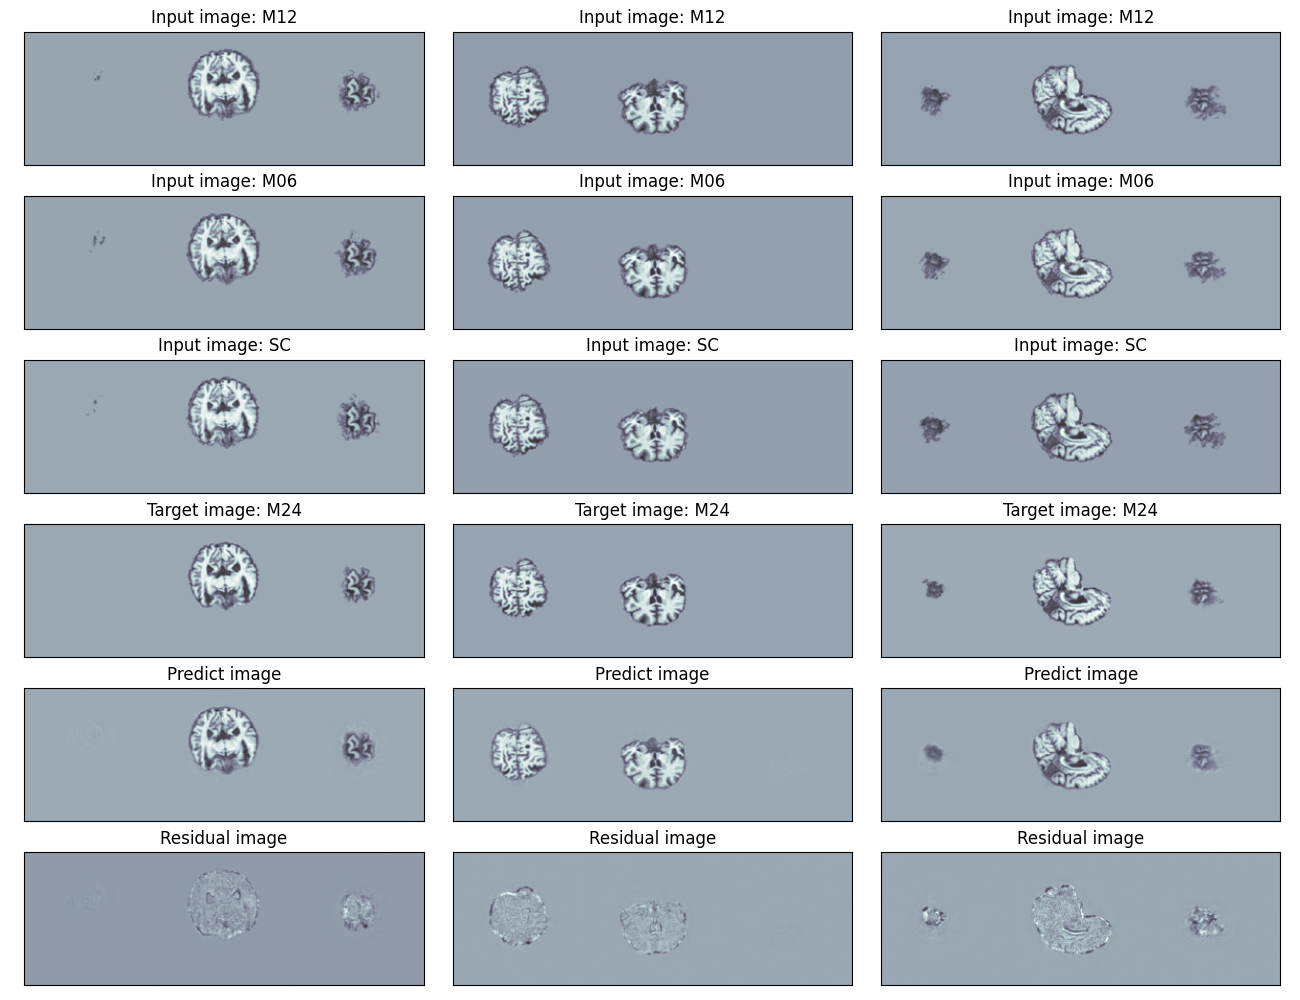 Input image: M12 Input image: M12 Input image: M12
Input image: M06 Input image: M06 Input image: M06
Input image: SC Input image: SC Input image: SC
Target image: M24 Target image: M24 Target image: M24
Predict image Predict image Predict image
Residual image Residual image Residual image